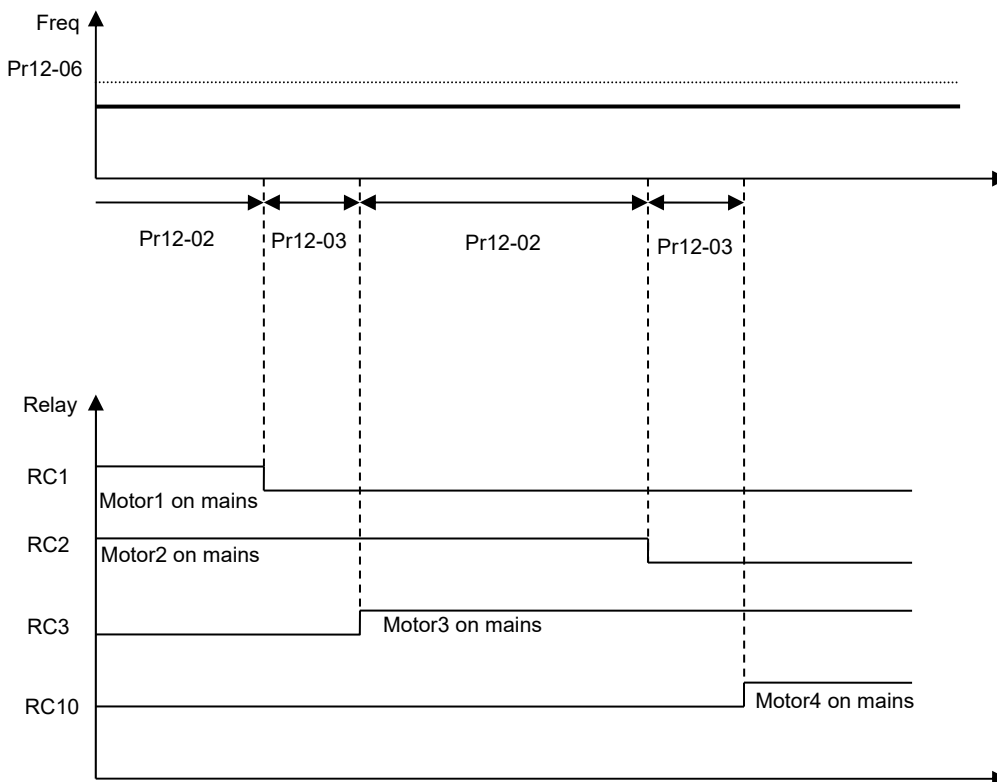 Freq
Pr12-06
Pr12-02
Pr12-03
Pr12-02
Pr12-03
Relay
RC1
Motor1 on mains
RC2
Motor2 on mains
RC3
Motor3 on mains
RC10
Motor4 on mains